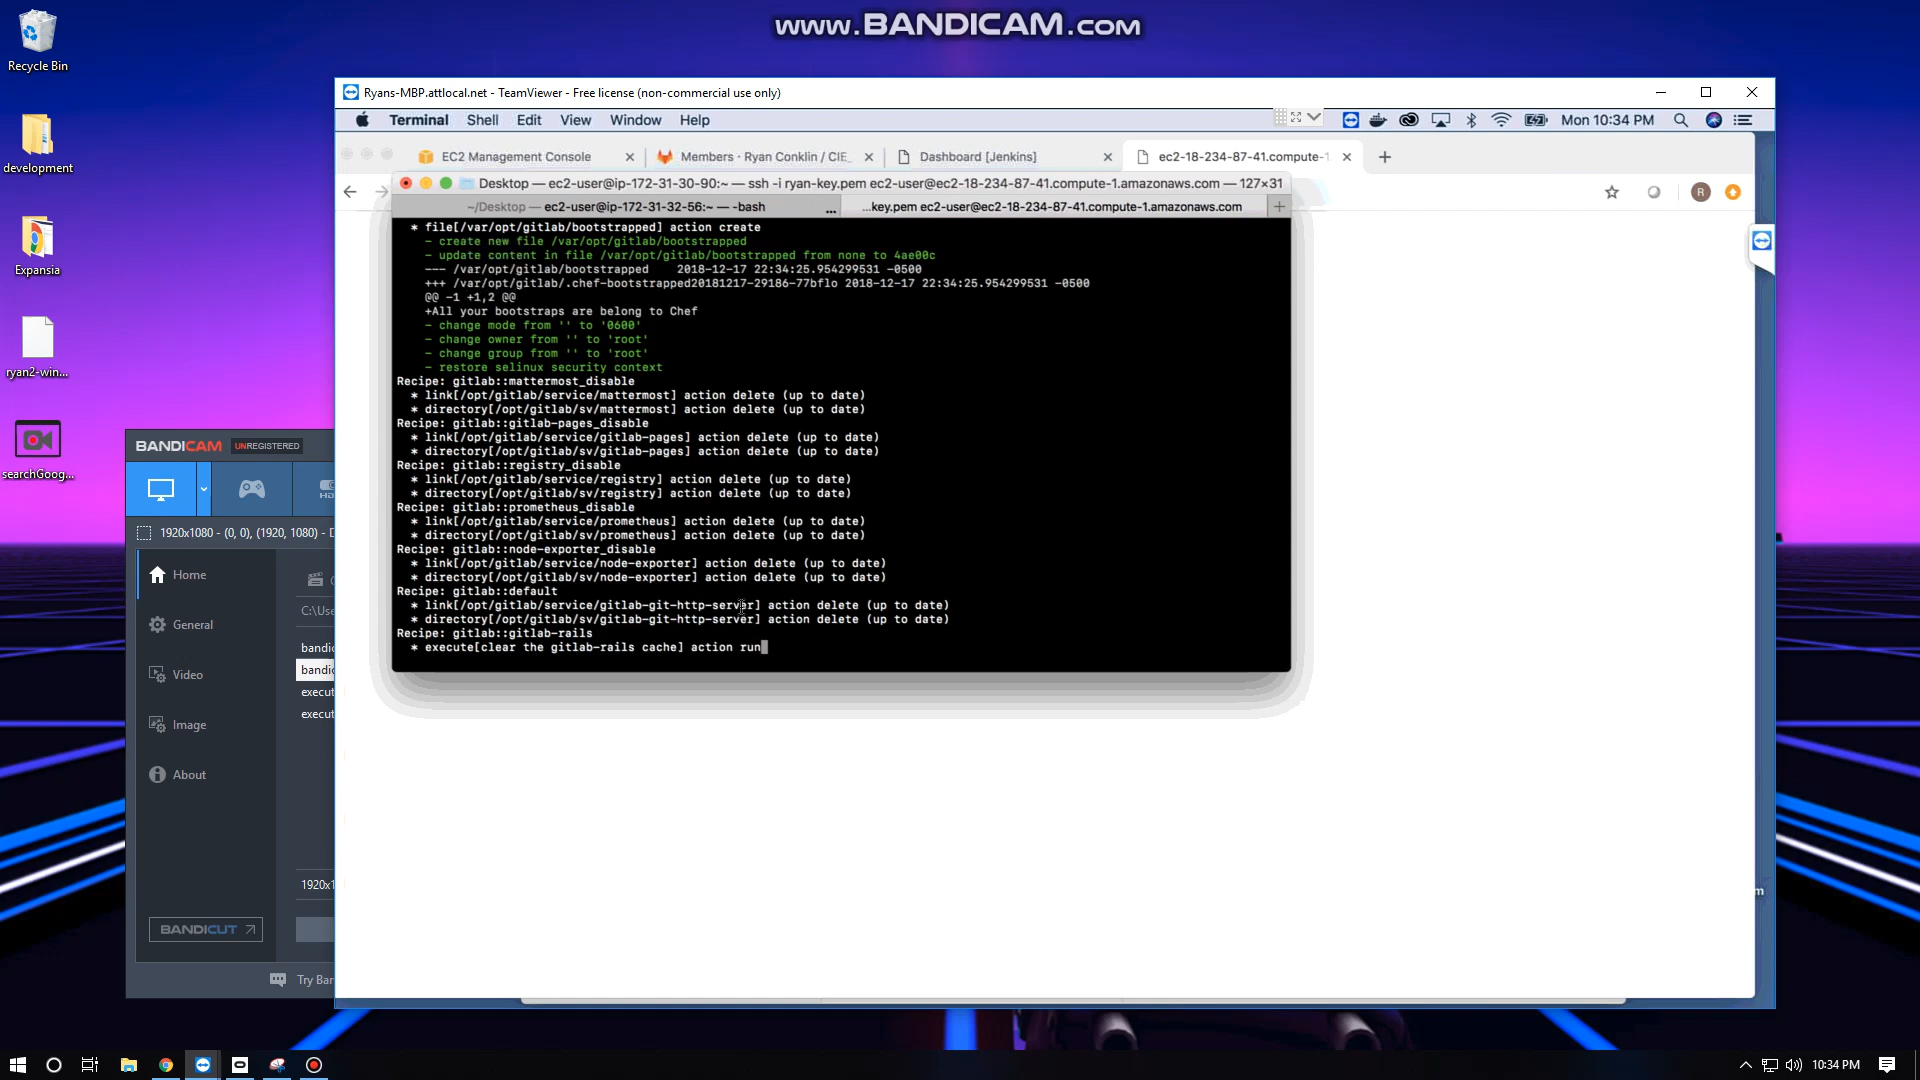 www.BANDICAM.com
Recycle Bin
development
Expansia
ryan2-win...
searchGoog...
Ryans-MBP.attlocal.net - TeamViewer - Free license (non-commercial use only)
Terminal Shell Edit View Window Help
Mon 10:34 PM
EC2 Management Console
Members · Ryan Conklin / CIE_
Dashboard [Jenkins]
ec2-18-234-87-41.compute-1
R
Desktop — ec2-user@ip-172-31-30-90:~ — ssh -i ryan-key.pem ec2-user@ec2-18-234-87-41.compute-1.amazonaws.com — 127×31
~/Desktop — ec2-user@ip-172-31-32-56:~ — -bash
...
...key.pem ec2-user@ec2-18-234-87-41.compute-1.amazonaws.com
* file[/var/opt/gitlab/bootstrapped] action create
- create new file /var/opt/gitlab/bootstrapped
- update content in file /var/opt/gitlab/bootstrapped from none to 4ae00c
--- /var/opt/gitlab/bootstrapped 2018-12-17 22:34:25.954299531 -0500
+++ /var/opt/gitlab/.chef-bootstrapped20181217-29186-77bflo 2018-12-17 22:34:25.954299531 -0500
@@ -1 +1,2 @@
+All your bootstraps are belong to Chef
- change mode from '' to '0600'
- change owner from '' to 'root'
- change group from '' to 'root'
- restore selinux security context
Recipe: gitlab::mattermost_disable
* link[/opt/gitlab/service/mattermost] action delete (up to date)
* directory[/opt/gitlab/sv/mattermost] action delete (up to date)
Recipe: gitlab::gitlab-pages_disable
* link[/opt/gitlab/service/gitlab-pages] action delete (up to date)
* directory[/opt/gitlab/sv/gitlab-pages] action delete (up to date)
Recipe: gitlab::registry_disable
* link[/opt/gitlab/service/registry] action delete (up to date)
* directory[/opt/gitlab/sv/registry] action delete (up to date)
Recipe: gitlab::prometheus_disable
* link[/opt/gitlab/service/prometheus] action delete (up to date)
* directory[/opt/gitlab/sv/prometheus] action delete (up to date)
Recipe: gitlab::node-exporter_disable
* link[/opt/gitlab/service/node-exporter] action delete (up to date)
* directory[/opt/gitlab/sv/node-exporter] action delete (up to date)
Recipe: gitlab::default
* link[/opt/gitlab/service/gitlab-git-http-server] action delete (up to date)
* directory[/opt/gitlab/sv/gitlab-git-http-server] action delete (up to date)
Recipe: gitlab::gitlab-rails
* execute[clear the gitlab-rails cache] action run
BANDICAM UNREGISTERED
1920x1080 - (0, 0), (1920, 1080) - D
Home
General
Video
Image
About
C:\Use
bandic
bandic
execut
execut
1920x1
BANDICUT
Try Ban
m
10:34 PM